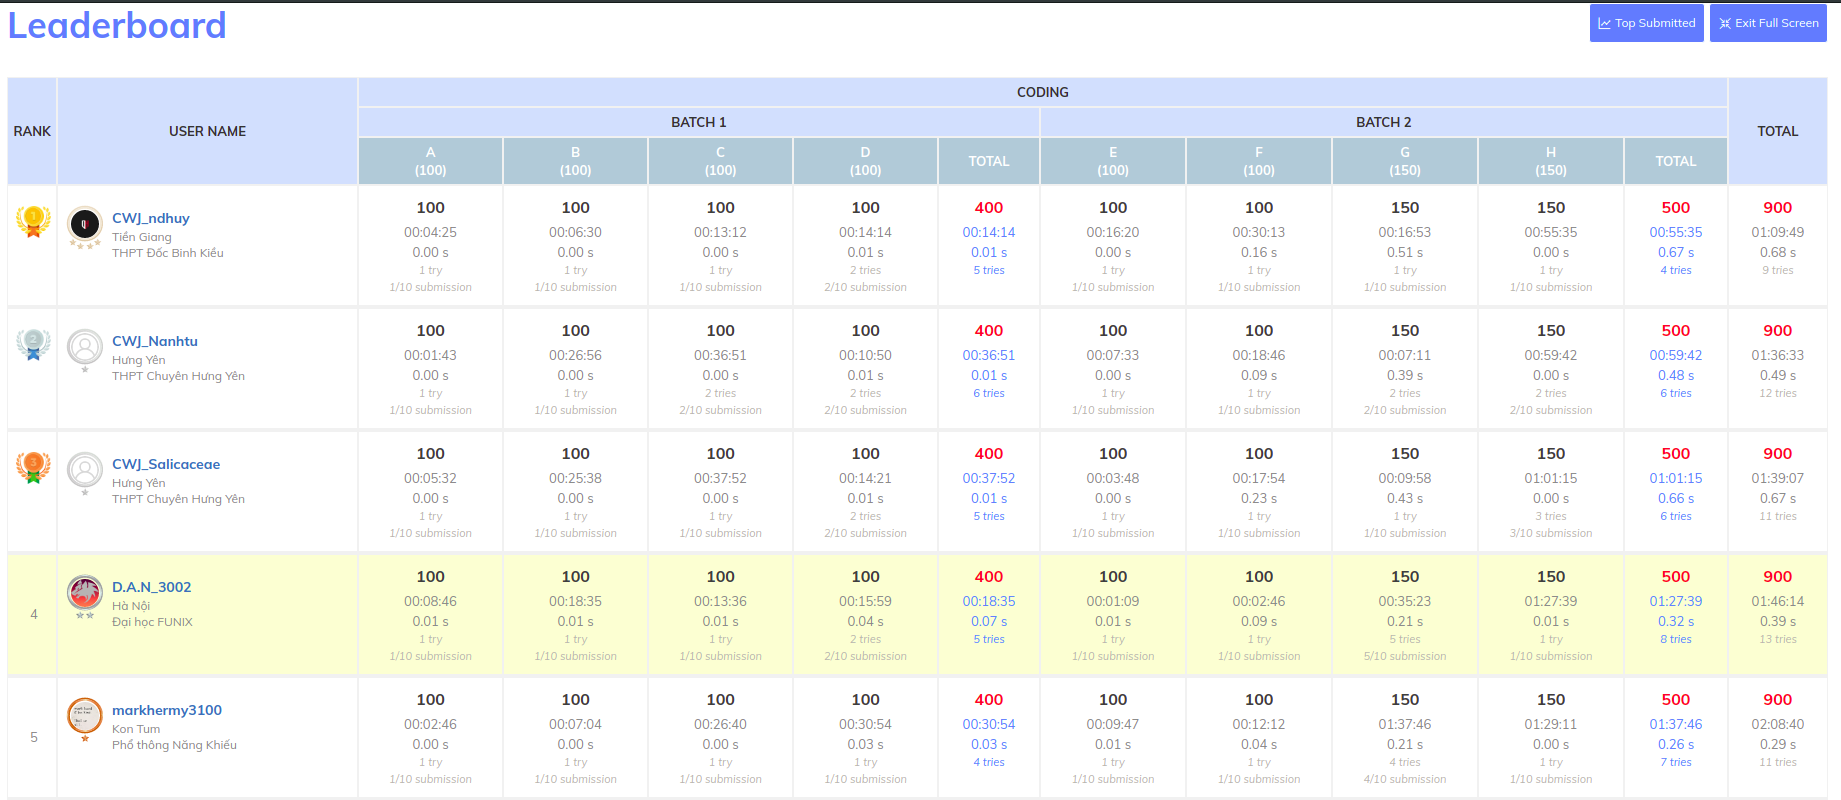 Leaderboard
Top Submitted
Exit Full Screen
RANK
USER NAME
CODING
TOTAL
BATCH 1
BATCH 2
A
(100)
B
(100)
C
(100)
D
(100)
TOTAL
E
(100)
F
(100)
G
(150)
H
(150)
TOTAL
1
CWJ_ndhuy
Tiền Giang
THPT Đốc Binh Kiều
100 100 100 100 400 100 100 150 150 500 900
00:04:25 00:06:30 00:13:12 00:14:14 00:14:14 00:16:20 00:30:13 00:16:53 00:55:35 00:55:35 01:09:49
0.00 s 0.00 s 0.00 s 0.01 s 0.01 s 0.00 s 0.16 s 0.51 s 0.00 s 0.67 s 0.68 s
1 try 1 try 1 try 2 tries 5 tries 1 try 1 try 1 try 1 try 4 tries 9 tries
1/10 submission 1/10 submission 1/10 submission 2/10 submission 1/10 submission 1/10 submission 1/10 submission 1/10 submission
2
CWJ_Nanhtu
Hưng Yên
THPT Chuyên Hưng Yên
100 100 100 100 400 100 100 150 150 500 900
00:01:43 00:26:56 00:36:51 00:10:50 00:36:51 00:07:33 00:18:46 00:07:11 00:59:42 00:59:42 01:36:33
0.00 s 0.00 s 0.00 s 0.01 s 0.01 s 0.00 s 0.09 s 0.39 s 0.00 s 0.48 s 0.49 s
1 try 1 try 2 tries 2 tries 6 tries 1 try 1 try 2 tries 2 tries 6 tries 12 tries
1/10 submission 1/10 submission 2/10 submission 2/10 submission 1/10 submission 1/10 submission 2/10 submission 2/10 submission
3
CWJ_Salicaceae
Hưng Yên
THPT Chuyên Hưng Yên
100 100 100 100 400 100 100 150 150 500 900
00:05:32 00:25:38 00:37:52 00:14:21 00:37:52 00:03:48 00:17:54 00:09:58 01:01:15 01:01:15 01:39:07
0.00 s 0.00 s 0.00 s 0.01 s 0.01 s 0.00 s 0.23 s 0.43 s 0.00 s 0.66 s 0.67 s
1 try 1 try 1 try 2 tries 5 tries 1 try 1 try 1 try 3 tries 6 tries 11 tries
1/10 submission 1/10 submission 1/10 submission 2/10 submission 1/10 submission 1/10 submission 1/10 submission 3/10 submission
4
D.A.N_3002
Hà Nội
Đại học FUNIX
100 100 100 100 400 100 100 150 150 500 900
00:08:46 00:18:35 00:13:36 00:15:59 00:18:35 00:01:09 00:02:46 00:35:23 01:27:39 01:27:39 01:46:14
0.01 s 0.01 s 0.01 s 0.04 s 0.07 s 0.01 s 0.09 s 0.21 s 0.01 s 0.32 s 0.39 s
1 try 1 try 1 try 2 tries 5 tries 1 try 1 try 5 tries 1 try 8 tries 13 tries
1/10 submission 1/10 submission 1/10 submission 2/10 submission 1/10 submission 1/10 submission 5/10 submission 1/10 submission
5
markhermy3100
Kon Tum
Phổ thông Năng Khiếu
100 100 100 100 400 100 100 150 150 500 900
00:02:46 00:07:04 00:26:40 00:30:54 00:30:54 00:09:47 00:12:12 01:37:46 01:29:11 01:37:46 02:08:40
0.00 s 0.00 s 0.00 s 0.03 s 0.03 s 0.01 s 0.04 s 0.21 s 0.00 s 0.26 s 0.29 s
1 try 1 try 1 try 1 try 4 tries 1 try 1 try 4 tries 1 try 7 tries 11 tries
1/10 submission 1/10 submission 1/10 submission 1/10 submission 1/10 submission 1/10 submission 4/10 submission 1/10 submission